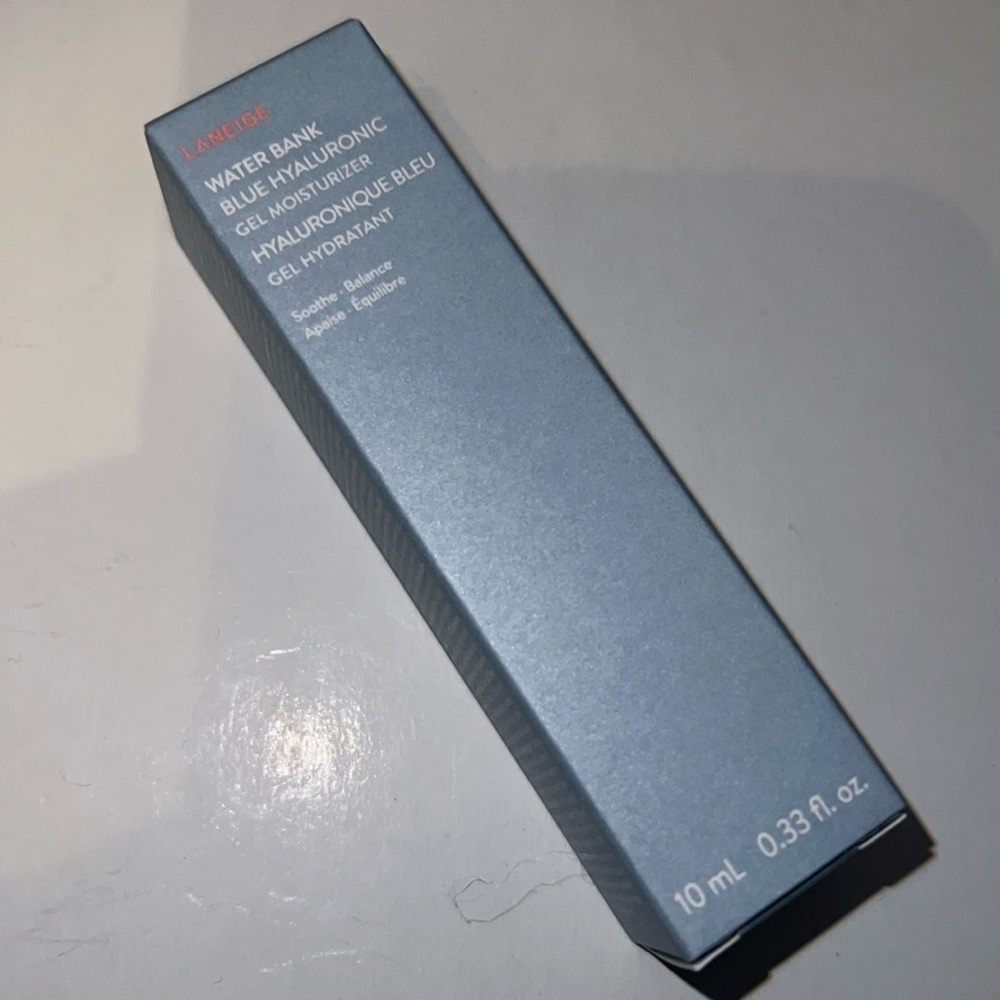 LANEIGE
WATER BANK
BLUE HYALURONIC
GEL MOISTURIZER
HYALURONIQUE BLEU
GEL HYDRATANT
Soothe · Balance
Apaise · Équilibre
10 mL 0.33 fl. oz.